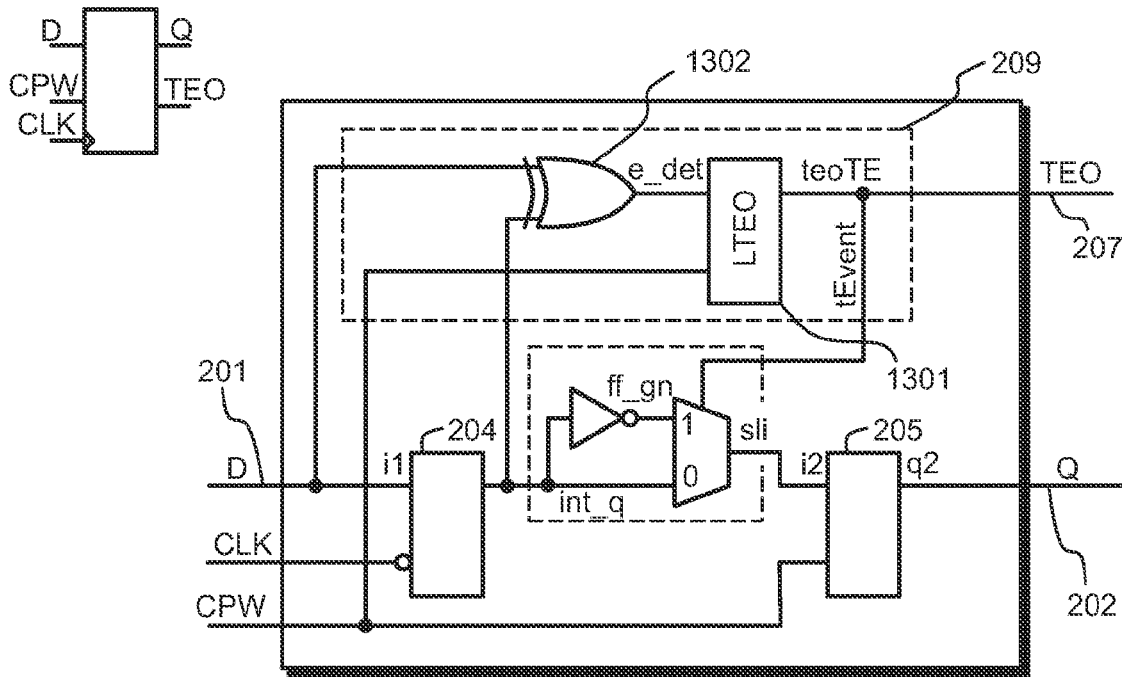 D Q
CPW TEO
CLK
1302
209
e_det
teoTE
TEO
LTEO
tEvent
207
201
1301
ff_gn
204
1
sli
205
D
i1
0
i2
q2
Q
int_q
CLK
CPW
202